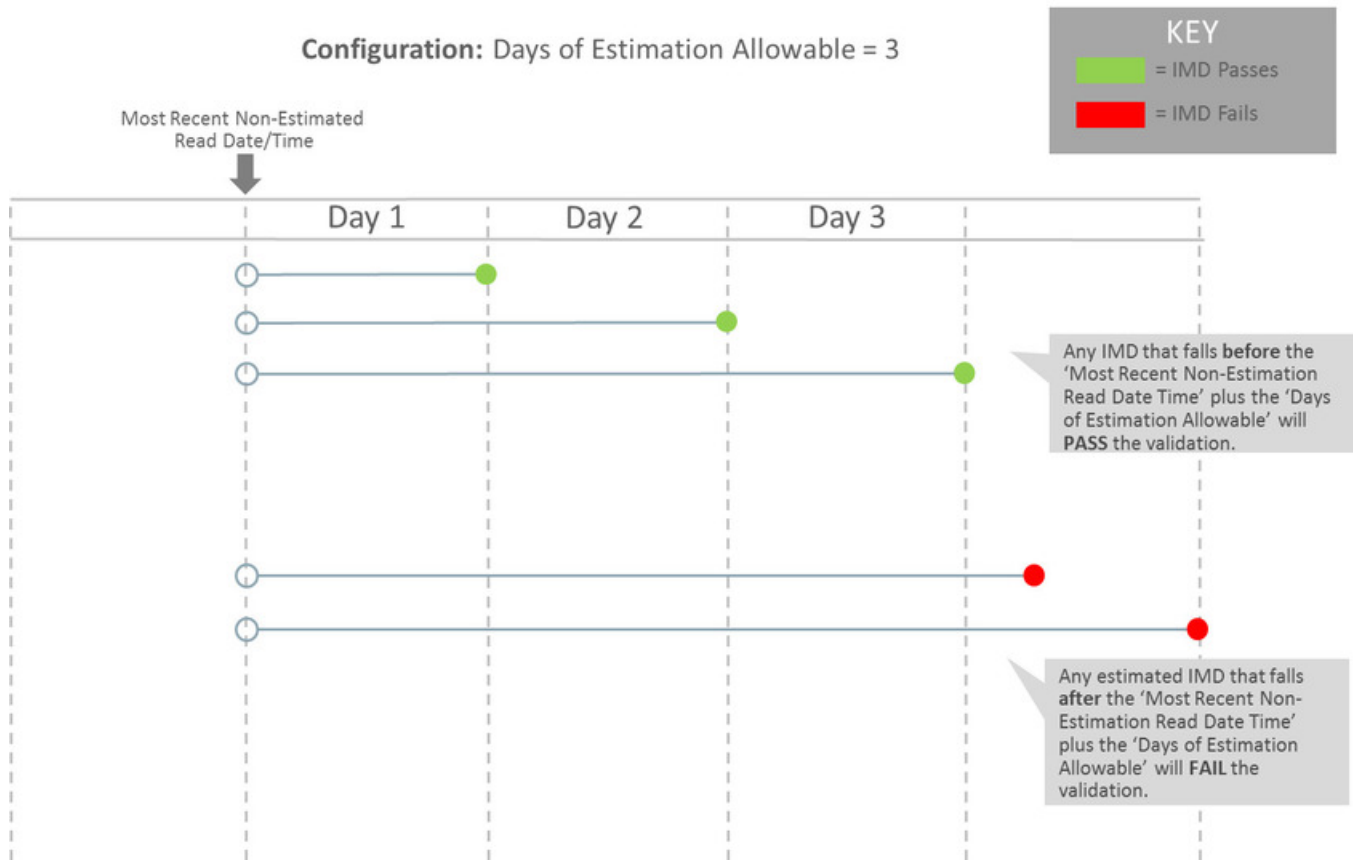 Configuration: Days of Estimation Allowable = 3
KEY
= IMD Passes
= IMD Fails
Most Recent Non-Estimated
Read Date/Time
Day 1
Day 2
Day 3
Any IMD that falls before the
‘Most Recent Non-Estimation
Read Date Time’ plus the ‘Days
of Estimation Allowable’ will
PASS the validation.
Any estimated IMD that falls
after the ‘Most Recent Non-
Estimation Read Date Time’
plus the ‘Days of Estimation
Allowable’ will FAIL the
validation.